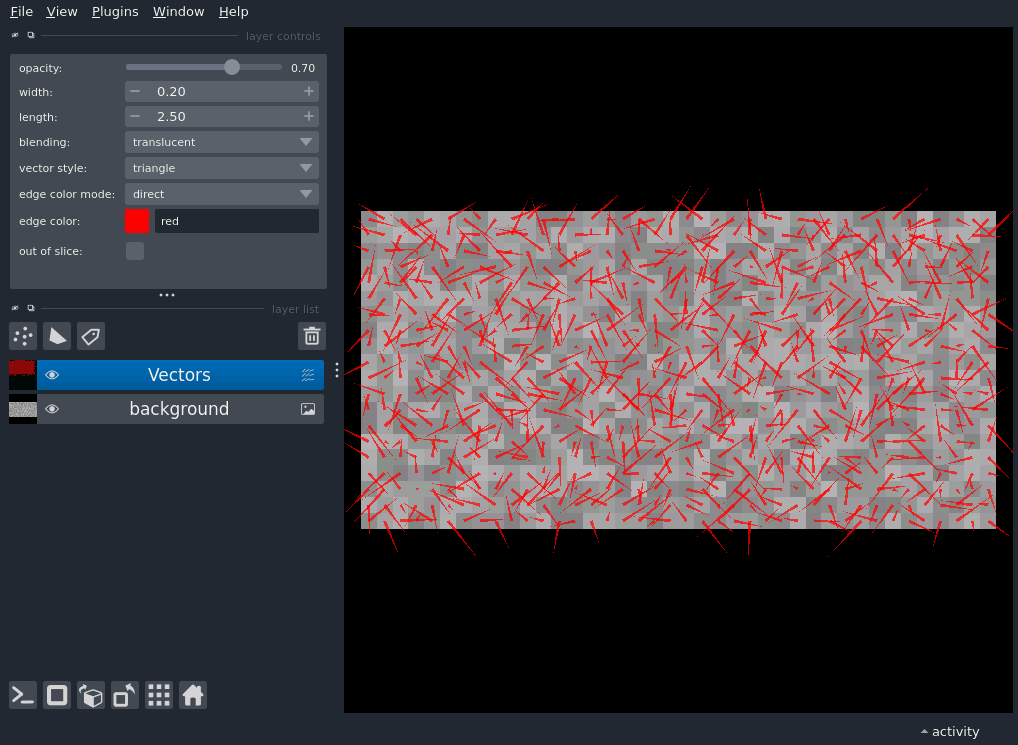 File View Plugins Window Help
layer controls
opacity: 0.70
width: − 0.20 +
length: − 2.50 +
blending: translucent
vector style: triangle
edge color mode: direct
edge color: red
out of slice:
layer list
Vectors
background
activity